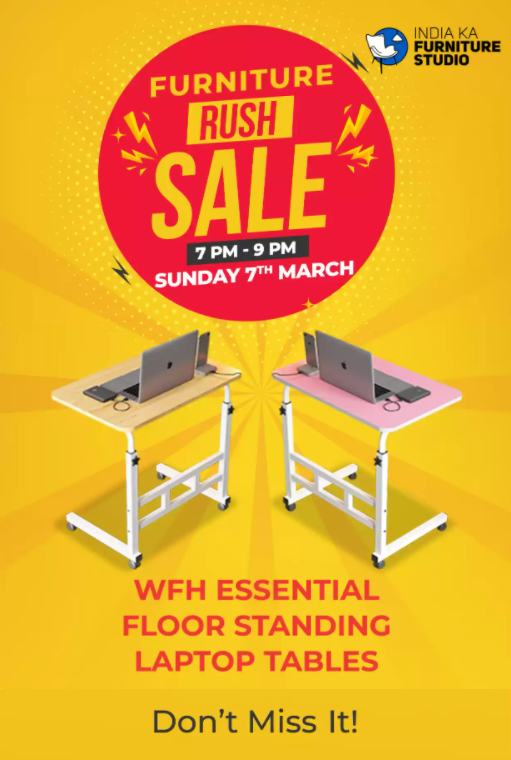 INDIA KA
FURNITURE
STUDIO
FURNITURE
RUSH
SALE
7 PM - 9 PM
SUNDAY 7TH MARCH
WFH ESSENTIAL
FLOOR STANDING
LAPTOP TABLES
Don't Miss It!